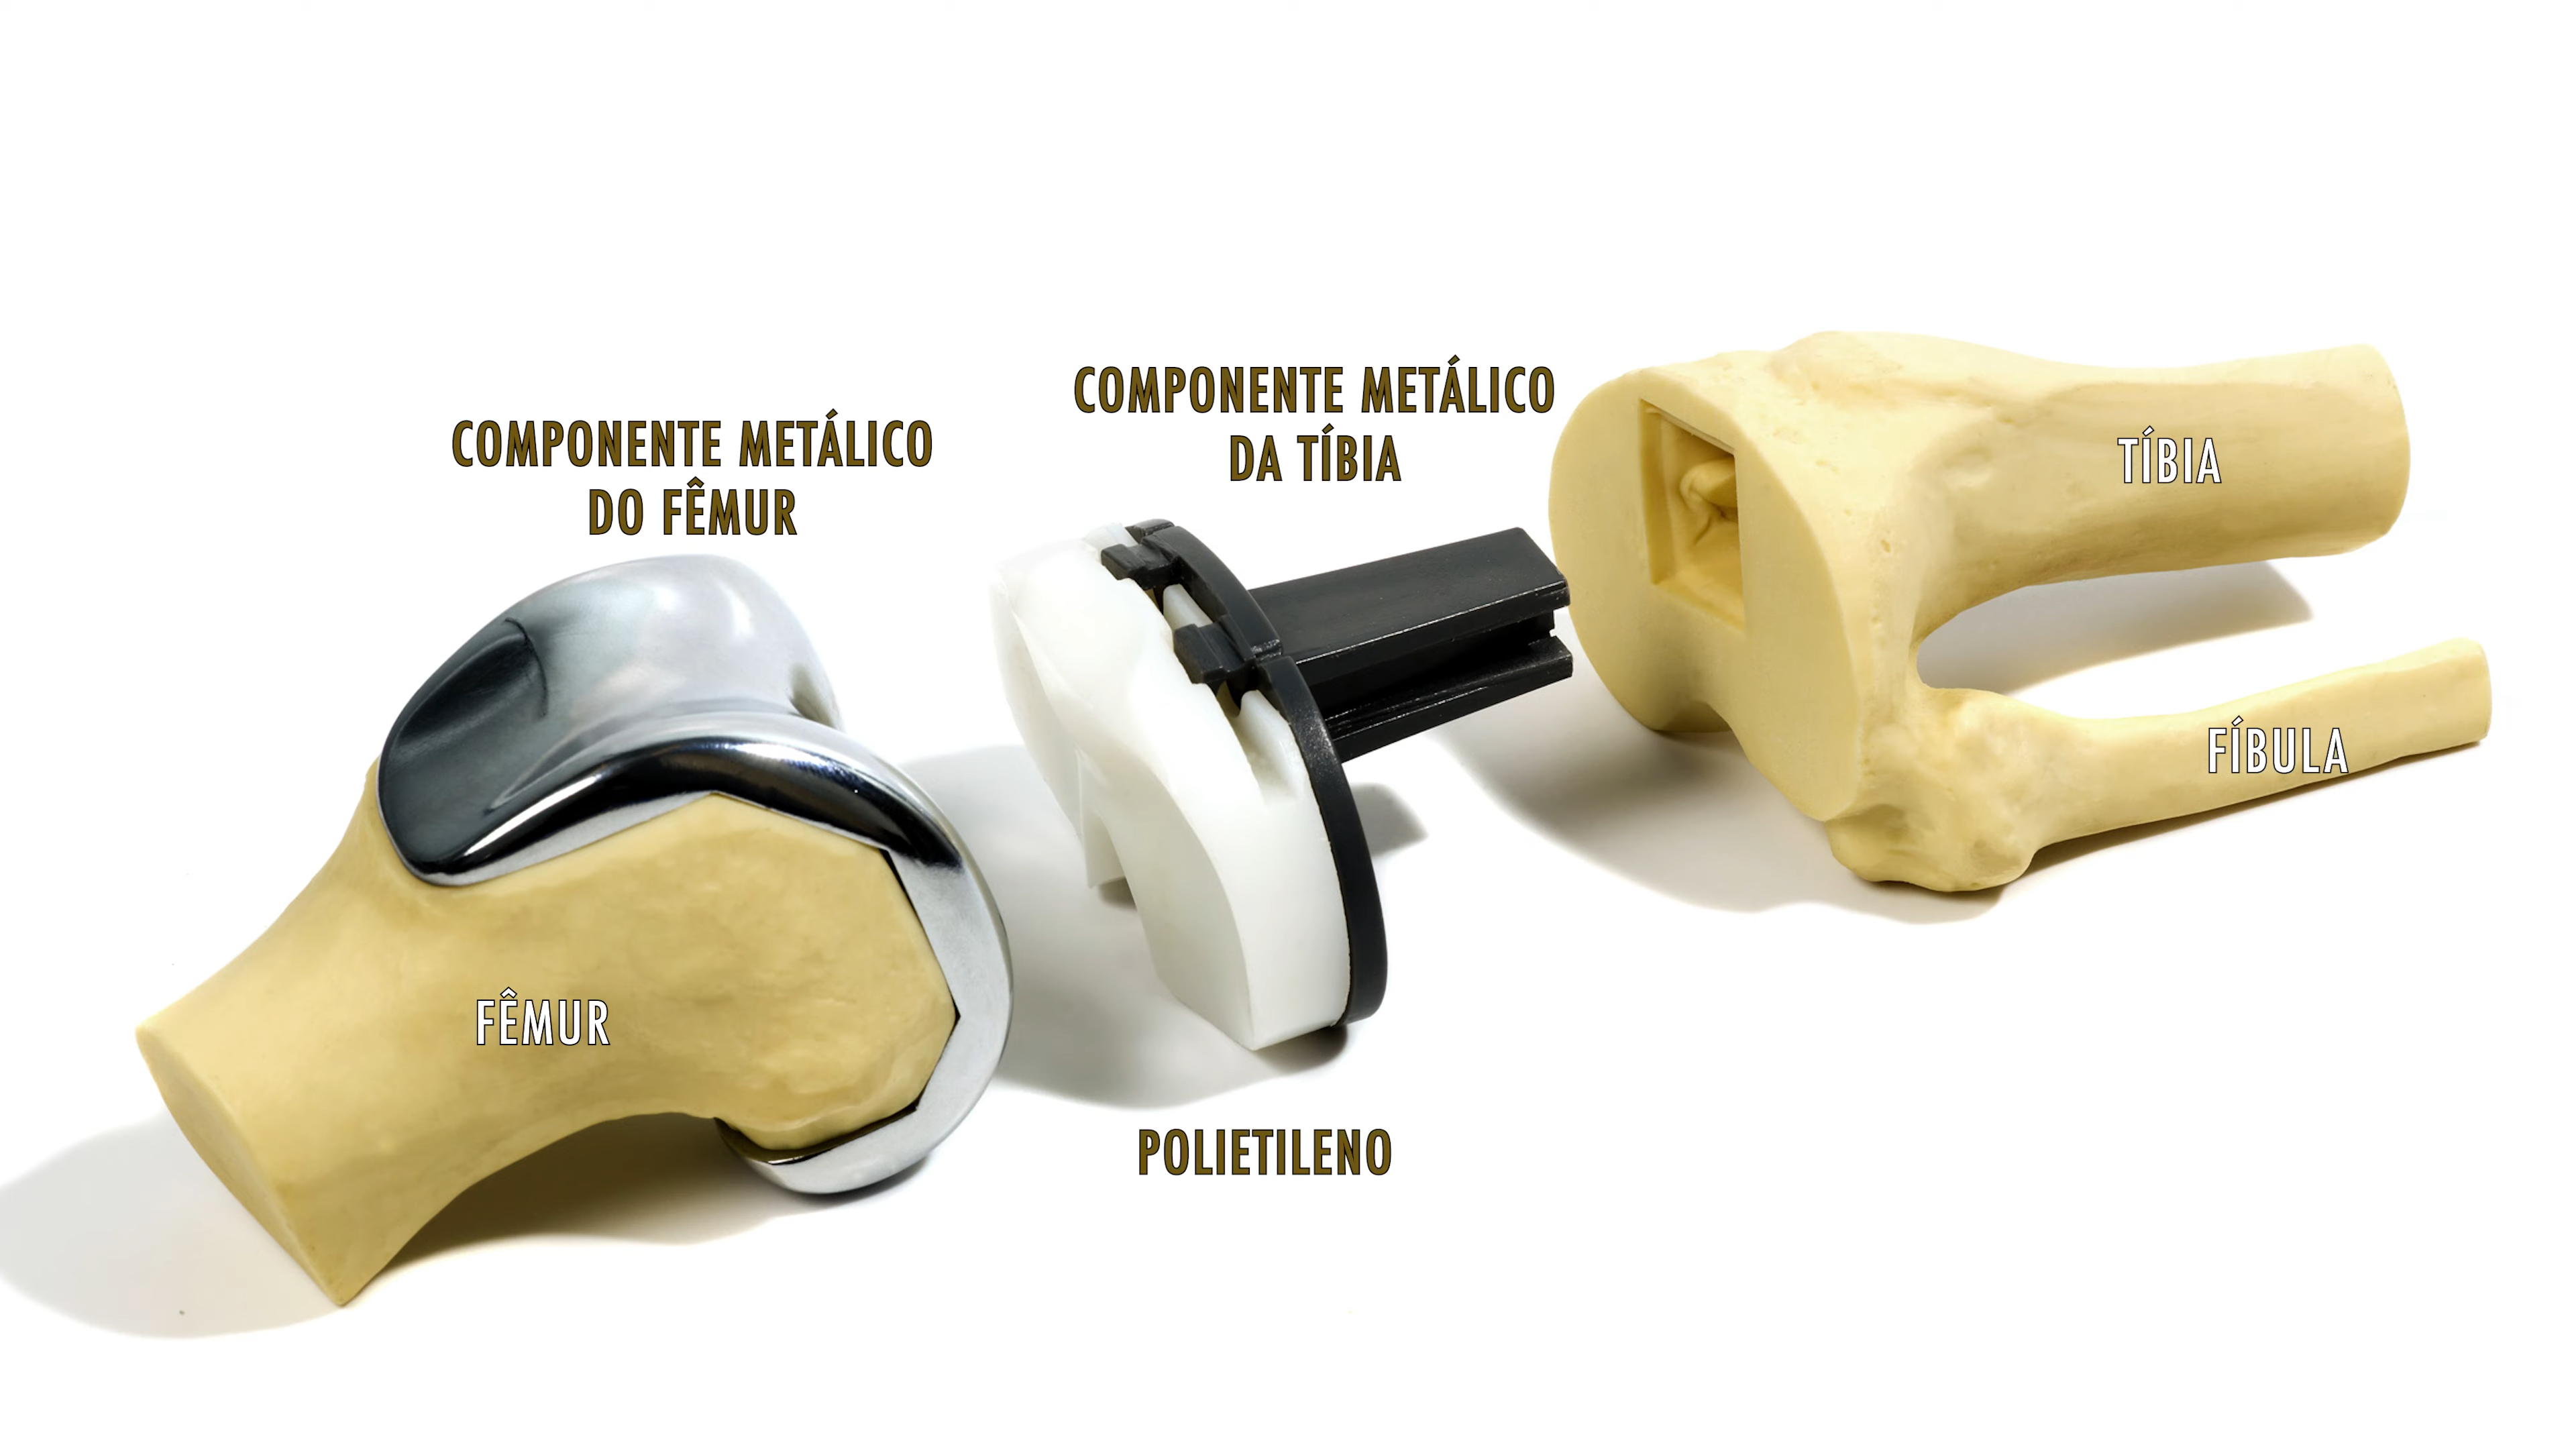 COMPONENTE METÁLICO
DO FÊMUR
COMPONENTE METÁLICO
DA TÍBIA
TÍBIA
FÍBULA
FÊMUR
POLIETILENO